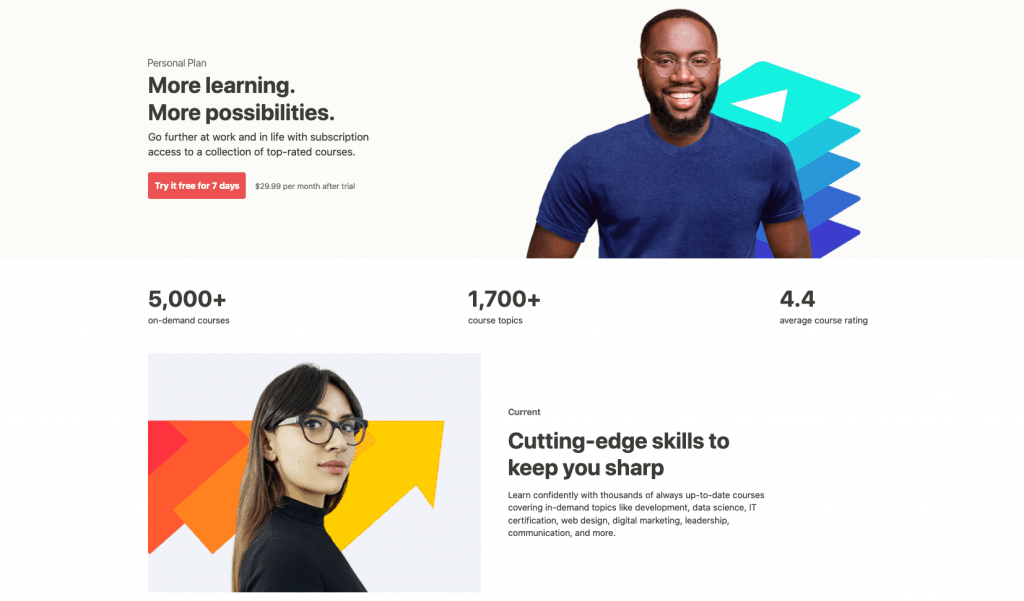 Personal Plan
More learning.
More possibilities.
Go further at work and in life with subscription
access to a collection of top-rated courses.
Try it free for 7 days
$29.99 per month after trial
5,000+
on-demand courses
1,700+
course topics
4.4
average course rating
Current
Cutting-edge skills to
keep you sharp
Learn confidently with thousands of always up-to-date courses
covering in-demand topics like development, data science, IT
certification, web design, digital marketing, leadership,
communication, and more.